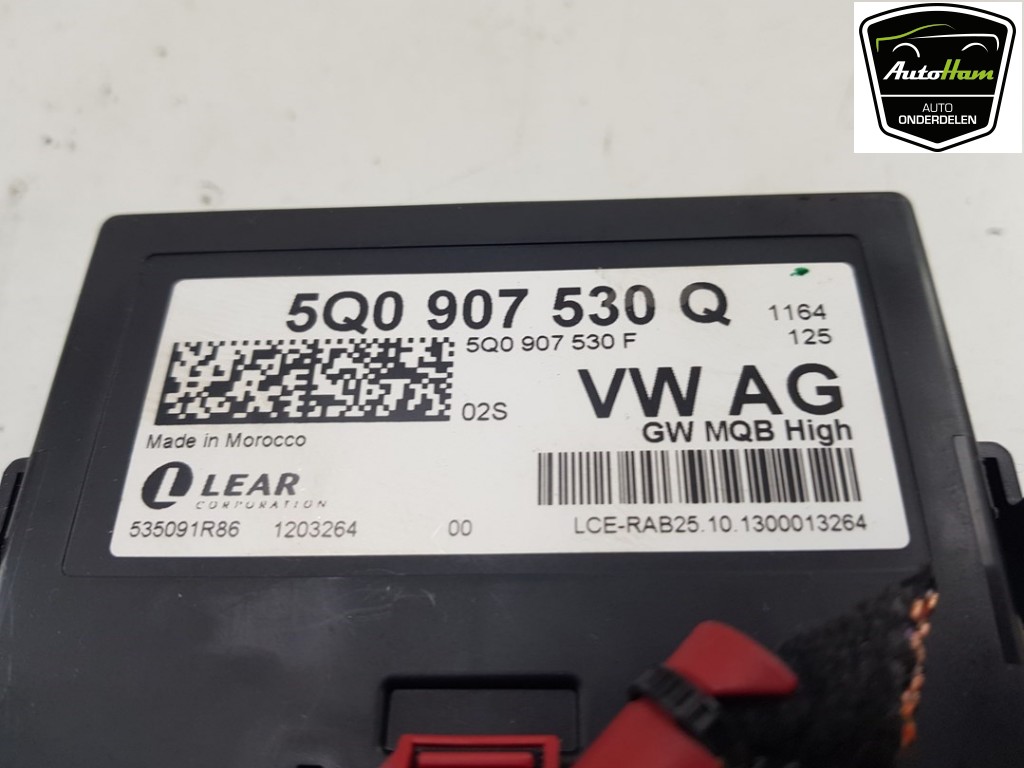 AutoHam
AUTO
ONDERDELEN
5Q0 907 530 Q
1164
125
5Q0 907 530 F
02S
VW AG
GW MQB High
Made in Morocco
LEAR
CORPORATION
535091R86 1203264 00
LCE-RAB25.10.1300013264